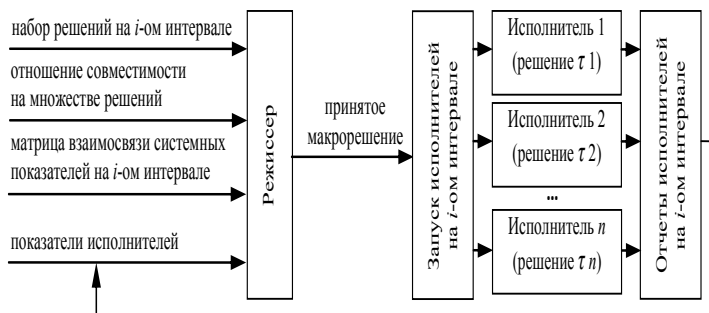 набор решений на i-ом интервале
отношение совместимости
на множестве решений
матрица взаимосвязи системных
показателей на i-ом интервале
показатели исполнителей
Режиссер
принятое
макрорешение
Запуск исполнителей
на i-ом интервале
Исполнитель 1
(решение τ 1)
Исполнитель 2
(решение τ 2)
...
Исполнитель n
(решение τ n)
Отчеты исполнителей
на i-ом интервале